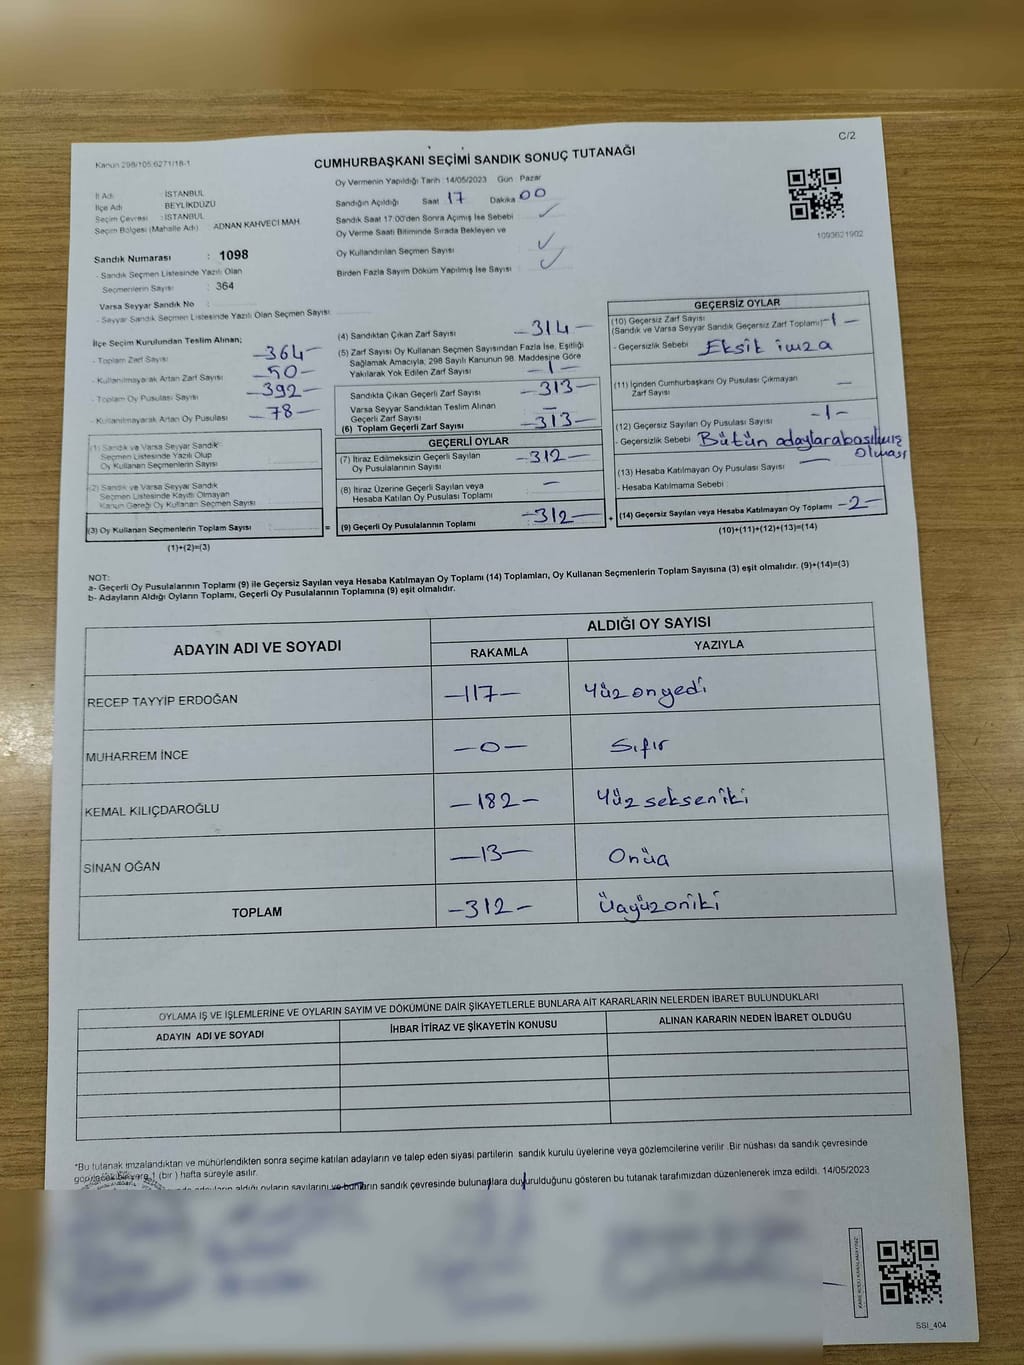 C/2
Kanun 298/105,6271/18-1
CUMHURBAŞKANI SEÇİMİ SANDIK SONUÇ TUTANAĞI
İl Adı : İSTANBUL
İlçe Adı BEYLİKDÜZÜ
Seçim Çevresi : İSTANBUL
Seçim Bölgesi (Mahalle Adı) ADNAN KAHVECİ MAH.
Sandık Numarası : 1098
- Sandık Seçmen Listesinde Yazılı Olan
Seçmenlerin Sayısı : 364
Varsa Seyyar Sandık No :
- Seyyar Sandık Seçmen Listesinde Yazılı Olan Seçmen Sayısı:
Oy Vermenin Yapıldığı Tarih :14/05/2023 Gün Pazar
Sandığın Açıldığı Saat 17 Dakika 00
Sandık Saat 17.00'den Sonra Açımış İse Sebebi
Oy Verme Saati Bitiminde Sırada Bekleyen ve
Oy Kullandırılan Seçmen Sayısı
Birden Fazla Sayım Döküm Yapılmış İse Sayısı
1093621902
İlçe Seçim Kurulundan Teslim Alınan;
- Toplam Zarf Sayısı -364-
- Kullanılmayarak Artan Zarf Sayısı -50-
- Toplam Oy Pusulası Sayısı -392-
- Kullanılmayarak Artan Oy Pusulası -78-
(1) Sandık ve Varsa Seyyar Sandık
Seçmen Listesinde Yazılı Olup
Oy Kullanan Seçmenlerin Sayısı
(2) Sandık ve Varsa Seyyar Sandık
Seçmen Listesinde Kayıtlı Olmayan
Kanun Gereği Oy Kullanan Seçmen Sayısı
(3) Oy Kullanan Seçmenlerin Toplam Sayısı =
(1)+(2)=(3)
(4) Sandıktan Çıkan Zarf Sayısı -314-
(5) Zarf Sayısı Oy Kullanan Seçmen Sayısından Fazla İse, Eşitliği
Sağlamak Amacıyla, 298 Sayılı Kanunun 98. Maddesine Göre
Yakılarak Yok Edilen Zarf Sayısı -1-
Sandıkta Çıkan Geçerli Zarf Sayısı -313-
Varsa Seyyar Sandıktan Teslim Alınan
Geçerli Zarf Sayısı -
(6) Toplam Geçerli Zarf Sayısı -313-
GEÇERLİ OYLAR
(7) İtiraz Edilmeksizin Geçerli Sayılan
Oy Pusulalarının Sayısı -312-
(8) İtiraz Üzerine Geçerli Sayılan veya
Hesaba Katılan Oy Pusulası Toplamı -
(9) Geçerli Oy Pusulalarının Toplamı -312- +
GEÇERSİZ OYLAR
(10) Geçersiz Zarf Sayısı
(Sandık ve Varsa Seyyar Sandık Geçersiz Zarf Toplamı) -1-
- Geçersizlik Sebebi Eksik imza
(11) İçinden Cumhurbaşkanı Oy Pusulası Çıkmayan
Zarf Sayısı -
(12) Geçersiz Sayılan Oy Pusulası Sayısı -1-
- Geçersizlik Sebebi Bütün adaylara basılmış
olması
(13) Hesaba Katılmayan Oy Pusulası Sayısı -
- Hesaba Katılmama Sebebi
(14) Geçersiz Sayılan veya Hesaba Katılmayan Oy Toplamı -2-
(10)+(11)+(12)+(13)=(14)
NOT:
a- Geçerli Oy Pusulalarının Toplamı (9) ile Geçersiz Sayılan veya Hesaba Katılmayan Oy Toplamı (14) Toplamları, Oy Kullanan Seçmenlerin Toplam Sayısına (3) eşit olmalıdır. (9)+(14)=(3)
b- Adayların Aldığı Oyların Toplamı, Geçerli Oy Pusulalarının Toplamına (9) eşit olmalıdır.
ADAYIN ADI VE SOYADI ALDIĞI OY SAYISI
RAKAMLA YAZIYLA
RECEP TAYYİP ERDOĞAN -117- Yüz onyedi
MUHARREM İNCE -0- Sıfır
KEMAL KILIÇDAROĞLU -182- Yüz sekseniki
SİNAN OĞAN -13- Onüç
TOPLAM -312- Üçyüzoniki
OYLAMA İŞ VE İŞLEMLERİNE VE OYLARIN SAYIM VE DÖKÜMÜNE DAİR ŞİKAYETLERLE BUNLARA AİT KARARLARIN NELERDEN İBARET BULUNDUKLARI
ADAYIN ADI VE SOYADI İHBAR İTİRAZ VE ŞİKAYETİN KONUSU ALINAN KARARIN NEDEN İBARET OLDUĞU
*Bu tutanak imzalandıktan ve mühürlendikten sonra seçime katılan adayların ve talep eden siyasi partilerin sandık kurulu üyelerine veya gözlemcilerine verilir. Bir nüshası da sandık çevresinde
görülecek bir yere 1 (bir ) hafta süreyle asılır.
adayların aldığı oyların sayılarını ve bunların sandık çevresinde bulunanlara duyurulduğunu gösteren bu tutanak tarafımızdan düzenlenerek imza edildi. 14/05/2023
SSI_404